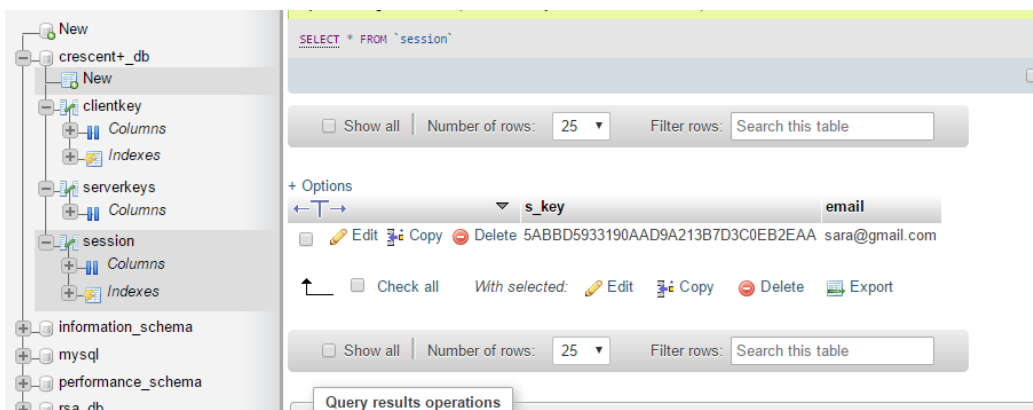 New
crescent+_db
New
clientkey
Columns
Indexes
serverkeys
Columns
session
Columns
Indexes
information_schema
mysql
performance_schema
rsa_db
SELECT * FROM `session`
Show all Number of rows: 25 Filter rows: Search this table
+ Options
←T→ s_key email
Edit Copy Delete 5ABBD5933190AAD9A213B7D3C0EB2EAA sara@gmail.com
Check all With selected: Edit Copy Delete Export
Show all Number of rows: 25 Filter rows: Search this table
Query results operations